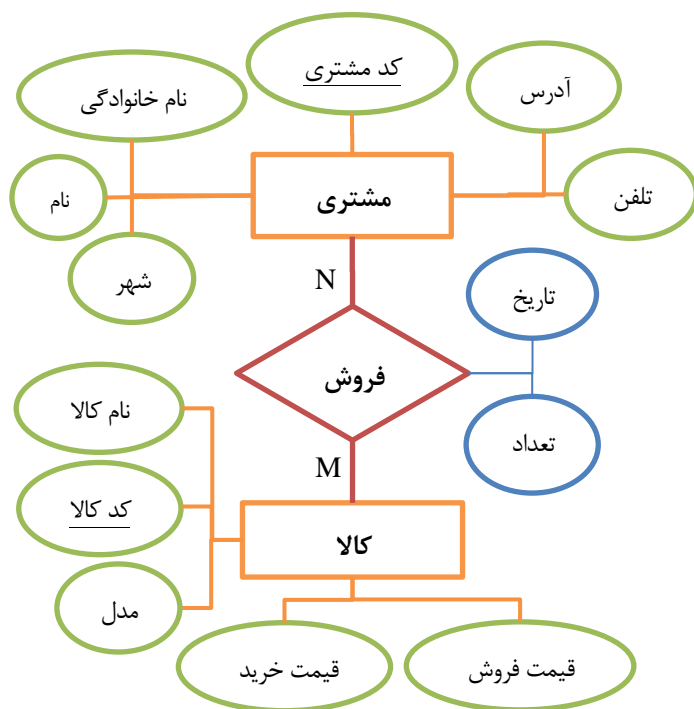 کد مشتری
آدرس
نام خانوادگی
مشتری
تلفن
نام
شهر
N
تاریخ
فروش
نام کالا
تعداد
M
کد کالا
کالا
مدل
قیمت فروش
قیمت خرید